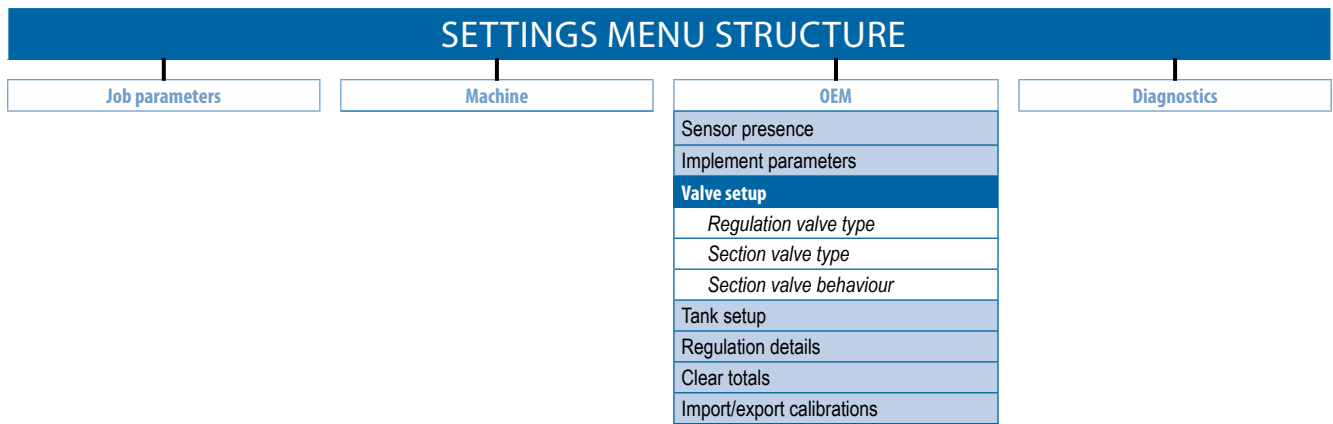 SETTINGS MENU STRUCTURE
Job parameters
Machine
OEM
Diagnostics
Sensor presence
Implement parameters
Valve setup
Regulation valve type
Section valve type
Section valve behaviour
Tank setup
Regulation details
Clear totals
Import/export calibrations